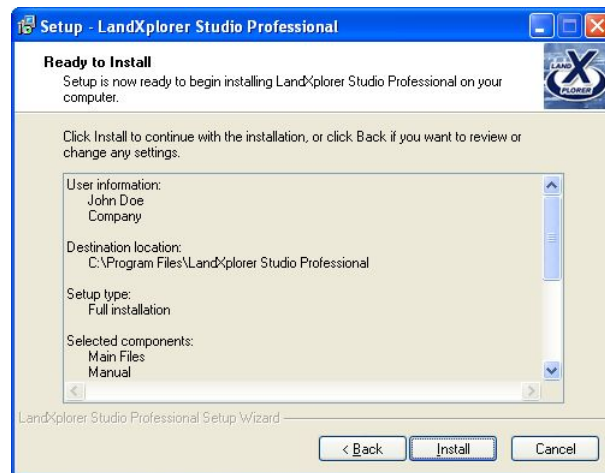 Setup - LandXplorer Studio Professional
Ready to Install
Setup is now ready to begin installing LandXplorer Studio Professional on your
computer.
LAND X
PLORER
Click Install to continue with the installation, or click Back if you want to review or
change any settings.
User information:
John Doe
Company
Destination location:
C:\Program Files\LandXplorer Studio Professional
Setup type:
Full installation
Selected components:
Main Files
Manual
LandXplorer Studio Professional Setup Wizard
< Back
Install
Cancel